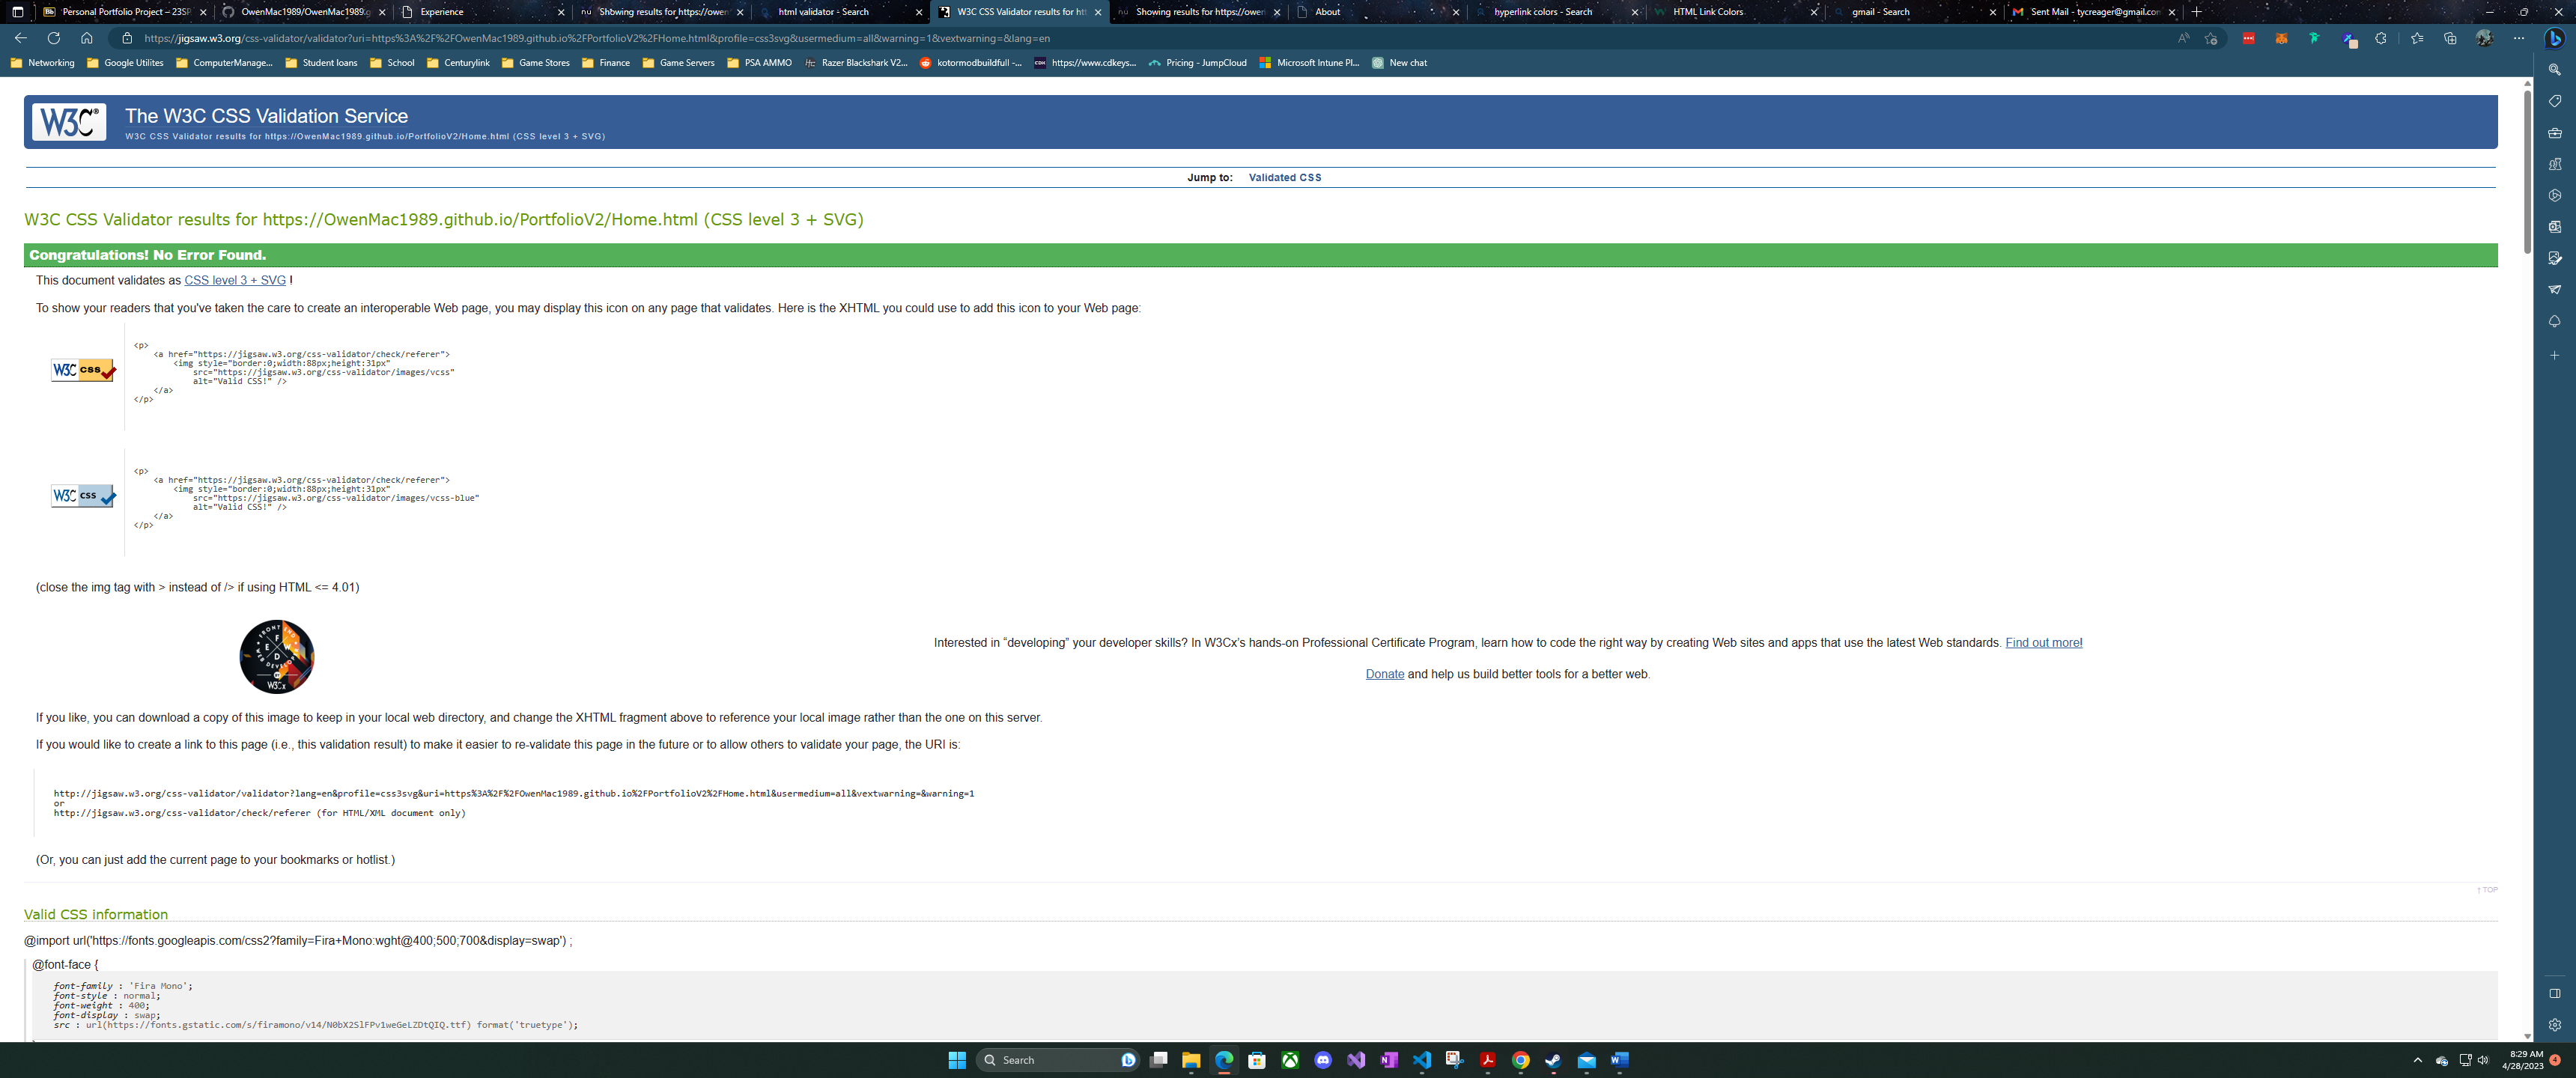 Personal Portfolio Project – 23SP
OwenMac1989/OwenMac1989.g
Experience
Showing results for https://owen
html validator - Search
W3C CSS Validator results for htt
Showing results for https://owen
About
hyperlink colors - Search
HTML Link Colors
gmail - Search
Sent Mail - tycreager@gmail.com
https://jigsaw.w3.org/css-validator/validator?uri=https%3A%2F%2FOwenMac1989.github.io%2FPortfolioV2%2FHome.html&profile=css3svg&usermedium=all&warning=1&vextwarning=&lang=en
Networking
Google Utilites
ComputerManage...
Student loans
School
Centurylink
Game Stores
Finance
Game Servers
PSA AMMO
Razer Blackshark V2...
kotormodbuildfull -...
https://www.cdkeys...
Pricing - JumpCloud
Microsoft Intune Pl...
New chat
W3C®
The W3C CSS Validation Service
W3C CSS Validator results for https://OwenMac1989.github.io/PortfolioV2/Home.html (CSS level 3 + SVG)
Jump to: Validated CSS
W3C CSS Validator results for https://OwenMac1989.github.io/PortfolioV2/Home.html (CSS level 3 + SVG)
Congratulations! No Error Found.
This document validates as CSS level 3 + SVG !
To show your readers that you've taken the care to create an interoperable Web page, you may display this icon on any page that validates. Here is the XHTML you could use to add this icon to your Web page:
W3C css
<p>
<a href="https://jigsaw.w3.org/css-validator/check/referer">
<img style="border:0;width:88px;height:31px"
src="https://jigsaw.w3.org/css-validator/images/vcss"
alt="Valid CSS!" />
</a>
</p>
W3C css
<p>
<a href="https://jigsaw.w3.org/css-validator/check/referer">
<img style="border:0;width:88px;height:31px"
src="https://jigsaw.w3.org/css-validator/images/vcss-blue"
alt="Valid CSS!" />
</a>
</p>
(close the img tag with > instead of /> if using HTML <= 4.01)
FRONT END
WEB DEVELOPER
F E W D
W3Cx
Interested in “developing” your developer skills? In W3Cx’s hands-on Professional Certificate Program, learn how to code the right way by creating Web sites and apps that use the latest Web standards. Find out more!
Donate and help us build better tools for a better web.
If you like, you can download a copy of this image to keep in your local web directory, and change the XHTML fragment above to reference your local image rather than the one on this server.
If you would like to create a link to this page (i.e., this validation result) to make it easier to re-validate this page in the future or to allow others to validate your page, the URI is:
http://jigsaw.w3.org/css-validator/validator?lang=en&profile=css3svg&uri=https%3A%2F%2FOwenMac1989.github.io%2FPortfolioV2%2FHome.html&usermedium=all&vextwarning=&warning=1
or
http://jigsaw.w3.org/css-validator/check/referer (for HTML/XML document only)
(Or, you can just add the current page to your bookmarks or hotlist.)
↑ TOP
Valid CSS information
@import url('https://fonts.googleapis.com/css2?family=Fira+Mono:wght@400;500;700&display=swap') ;
@font-face {
font-family : 'Fira Mono';
font-style : normal;
font-weight : 400;
font-display : swap;
src : url(https://fonts.gstatic.com/s/firamono/v14/N0bX2SlFPv1weGeLZDtQIQ.ttf) format('truetype');
Search
8:29 AM
4/28/2023
4